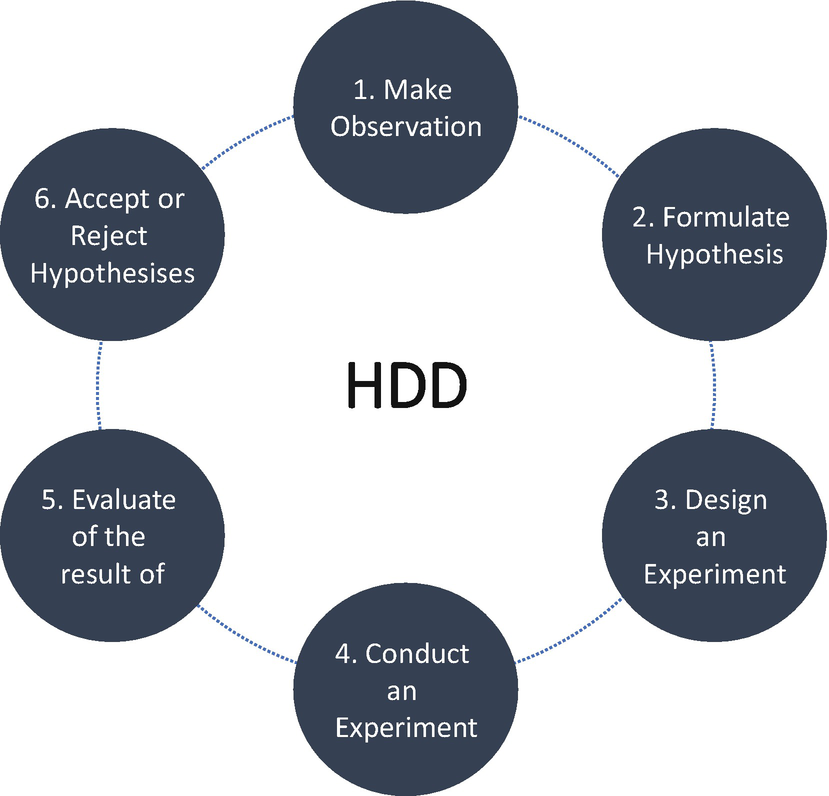 1. Make
Observation
2. Formulate
Hypothesis
3. Design
an
Experiment
4. Conduct
an
Experiment
5. Evaluate
of the
result of
6. Accept or
Reject
Hypothesises
HDD